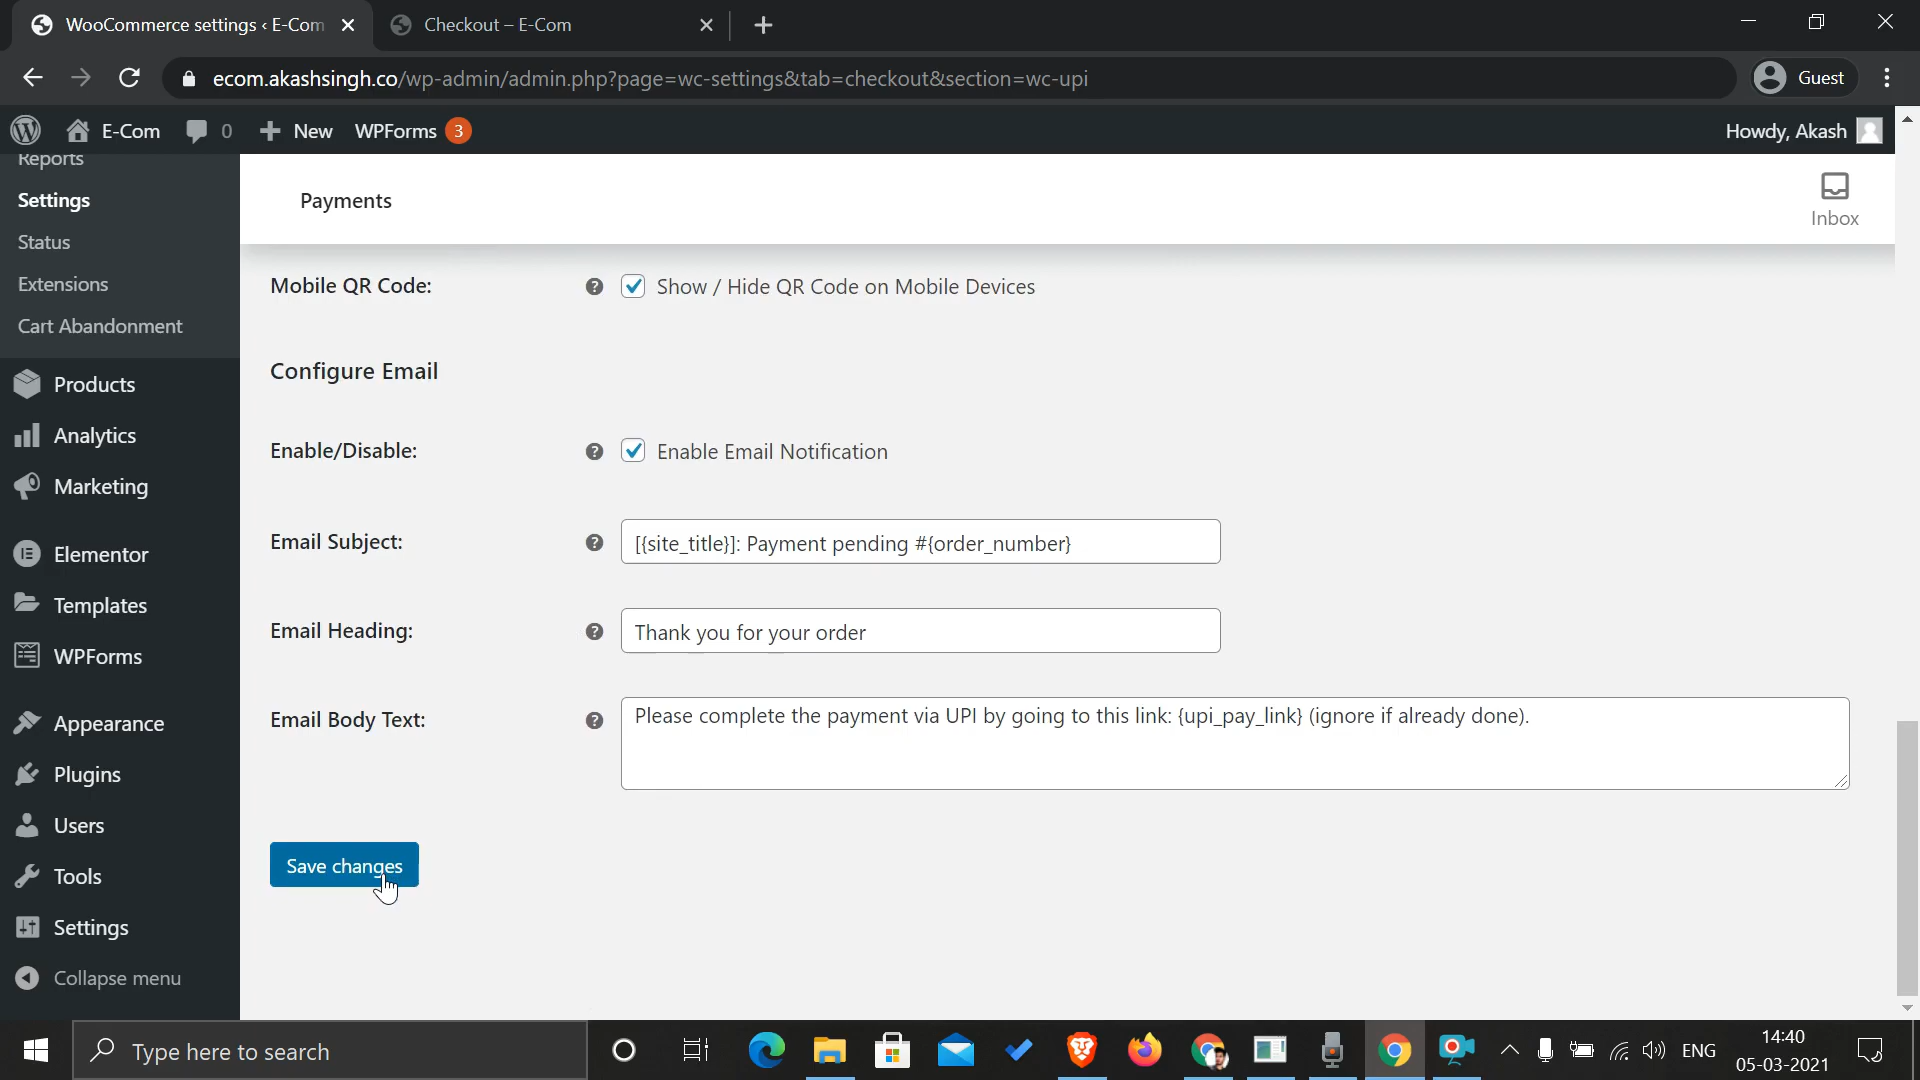 WooCommerce settings ‹ E-Com
Checkout – E-Com
ecom.akashsingh.co/wp-admin/admin.php?page=wc-settings&tab=checkout&section=wc-upi
Guest
E-Com
0
New
WPForms 3
Howdy, Akash
Reports
Settings
Status
Extensions
Cart Abandonment
Products
Analytics
Marketing
Elementor
Templates
WPForms
Appearance
Plugins
Users
Tools
Settings
Collapse menu
Payments
Inbox
Mobile QR Code:
Show / Hide QR Code on Mobile Devices
Configure Email
Enable/Disable:
Enable Email Notification
Email Subject:
[{site_title}]: Payment pending #{order_number}
Email Heading:
Thank you for your order
Email Body Text:
Please complete the payment via UPI by going to this link: {upi_pay_link} (ignore if already done).
Save changes
Type here to search
ENG
14:40
05-03-2021